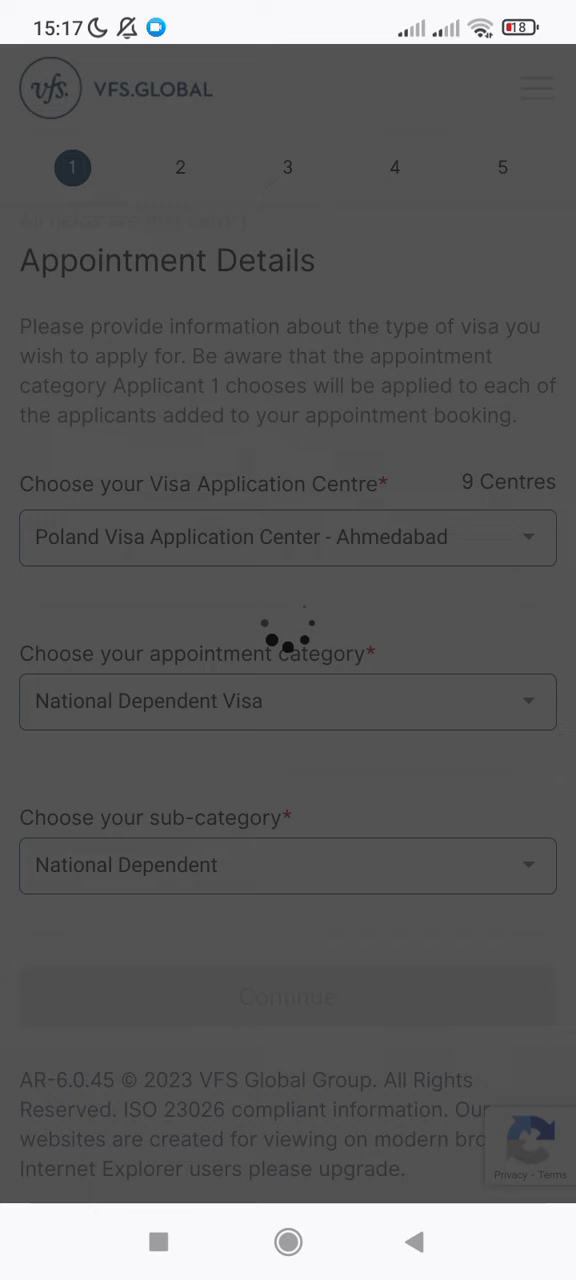 15:17
18
vfs. VFS.GLOBAL
1 2 3 4 5
Appointment Details
Please provide information about the type of visa you
wish to apply for. Be aware that the appointment
category Applicant 1 chooses will be applied to each of
the applicants added to your appointment booking.
Choose your Visa Application Centre* 9 Centres
Poland Visa Application Center - Ahmedabad
Choose your appointment category*
National Dependent Visa
Choose your sub-category*
National Dependent
Continue
AR-6.0.45 © 2023 VFS Global Group. All Rights
Reserved. ISO 23026 compliant information. Our
websites are created for viewing on modern bro
Internet Explorer users please upgrade.
Privacy - Terms